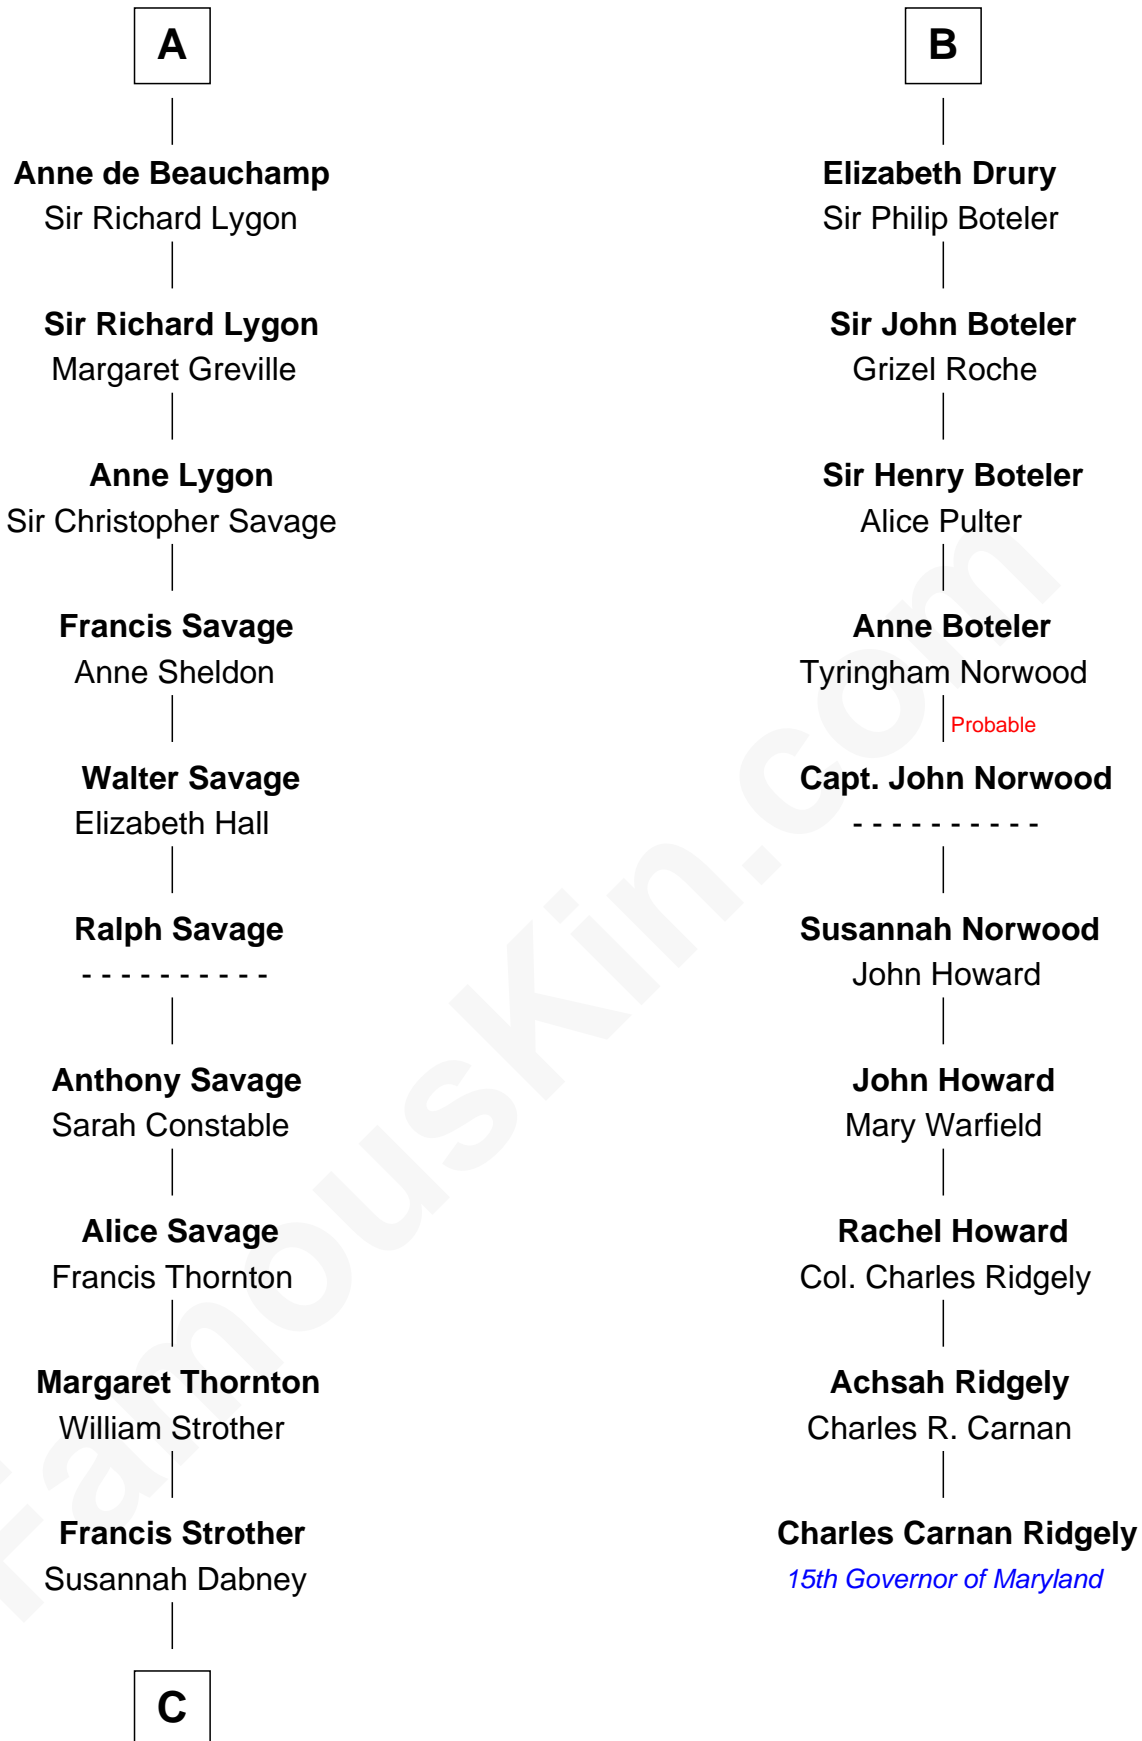 A
Anne de Beauchamp
Sir Richard Lygon
Sir Richard Lygon
Margaret Greville
Anne Lygon
Sir Christopher Savage
Francis Savage
Anne Sheldon
Walter Savage
Elizabeth Hall
Ralph Savage
- - - - - - - - - -
Anthony Savage
Sarah Constable
Alice Savage
Francis Thornton
Margaret Thornton
William Strother
Francis Strother
Susannah Dabney
C
B
Elizabeth Drury
Sir Philip Boteler
Sir John Boteler
Grizel Roche
Sir Henry Boteler
Alice Pulter
Anne Boteler
Tyringham Norwood
Probable
Capt. John Norwood
- - - - - - - - - -
Susannah Norwood
John Howard
John Howard
Mary Warfield
Rachel Howard
Col. Charles Ridgely
Achsah Ridgely
Charles R. Carnan
Charles Carnan Ridgely
15th Governor of Maryland
FamousKin.com